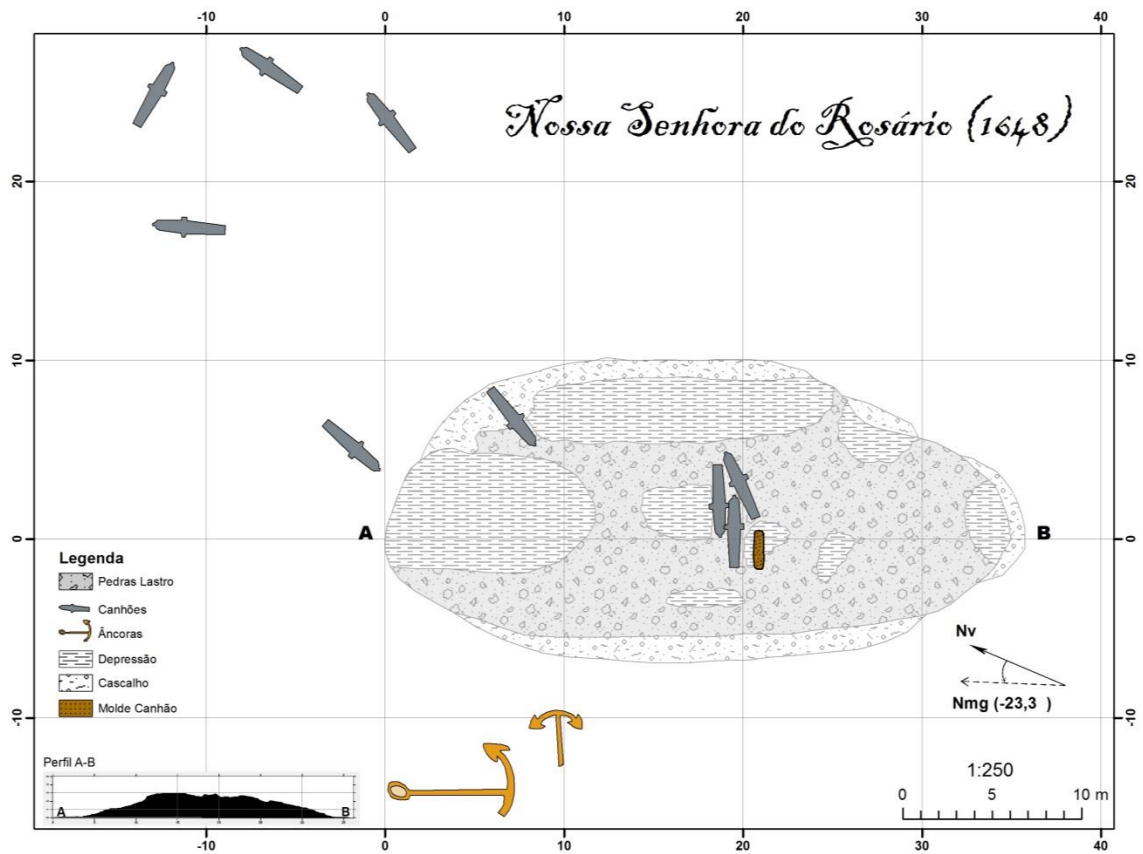 -10 0 10 20 30 40
Nossa Senhora do Rosário (1648)
20 20
10 10
A B
0 0
Legenda
Pedras Lastro
Canhões
Âncoras
Depressão
Cascalho
Molde Canhão
Nv
Nmg (-23,3 )
-10 -10
Perfil A-B
A B
1:250
0 5 10 m
-10 0 10 20 30 40